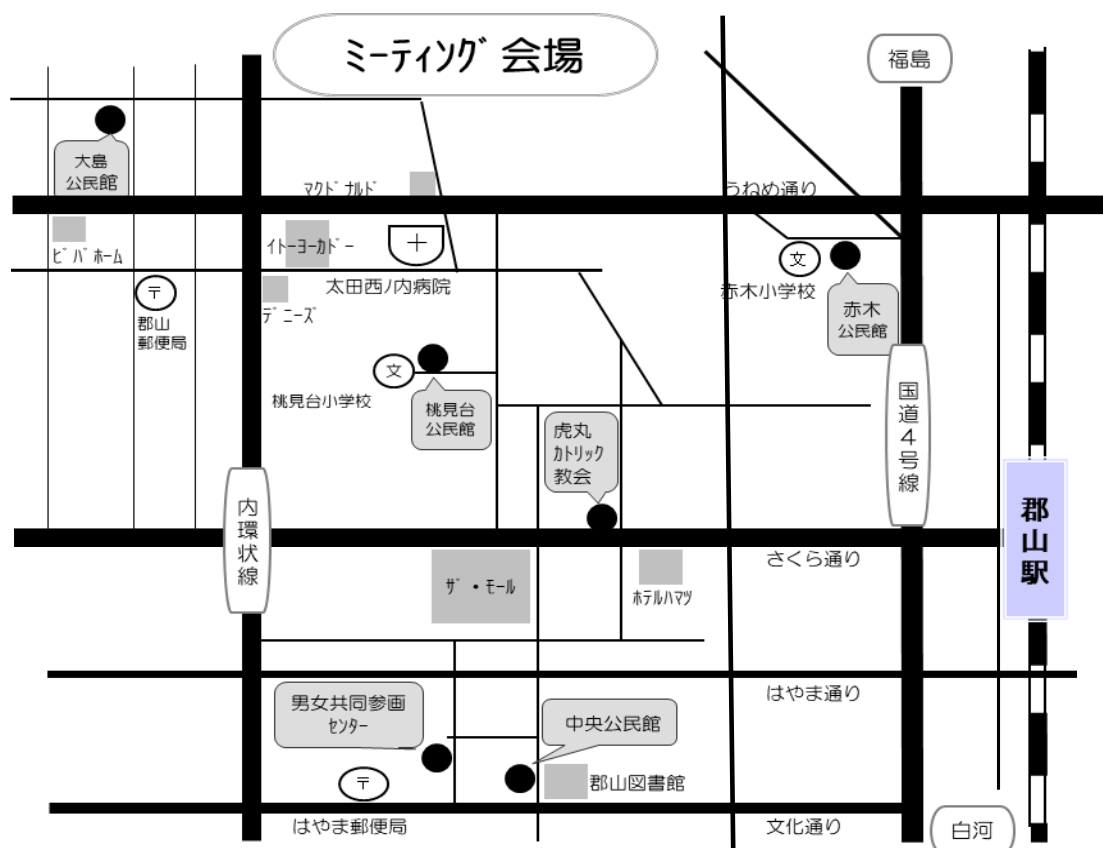 ミーティング 会場
福島
大島
公民館
マクドナルド
うねめ通り
ビバホーム
イトーヨーカドー
太田西ノ内病院
文
赤木小学校
赤木
公民館
〒
郡山
郵便局
デニーズ
文
桃見台小学校
桃見台
公民館
虎丸
カトリック
教会
国道4号線
内環状線
郡山駅
さくら通り
ザ・モール
ホテルハマツ
はやま通り
男女共同参画
センター
中央公民館
〒
郡山図書館
はやま郵便局
文化通り
白河